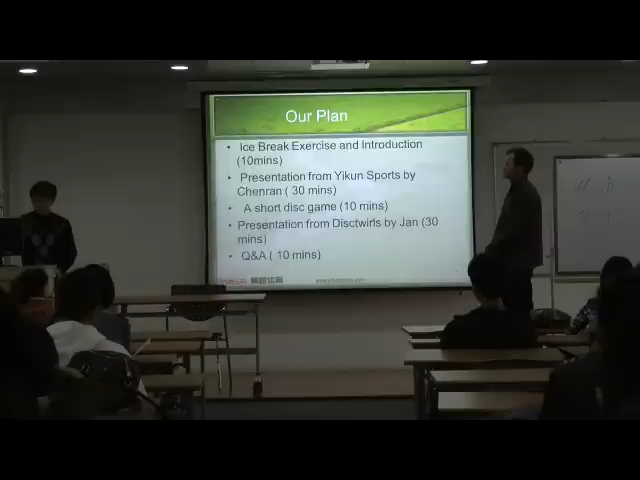 Our Plan
• Ice Break Exercise and Introduction
(10mins)
• Presentation from Yikun Sports by
Chenran ( 30 mins)
• A short disc game (10 mins)
• Presentation from Disctwirls by Jan (30
mins)
• Q&A ( 10 mins)